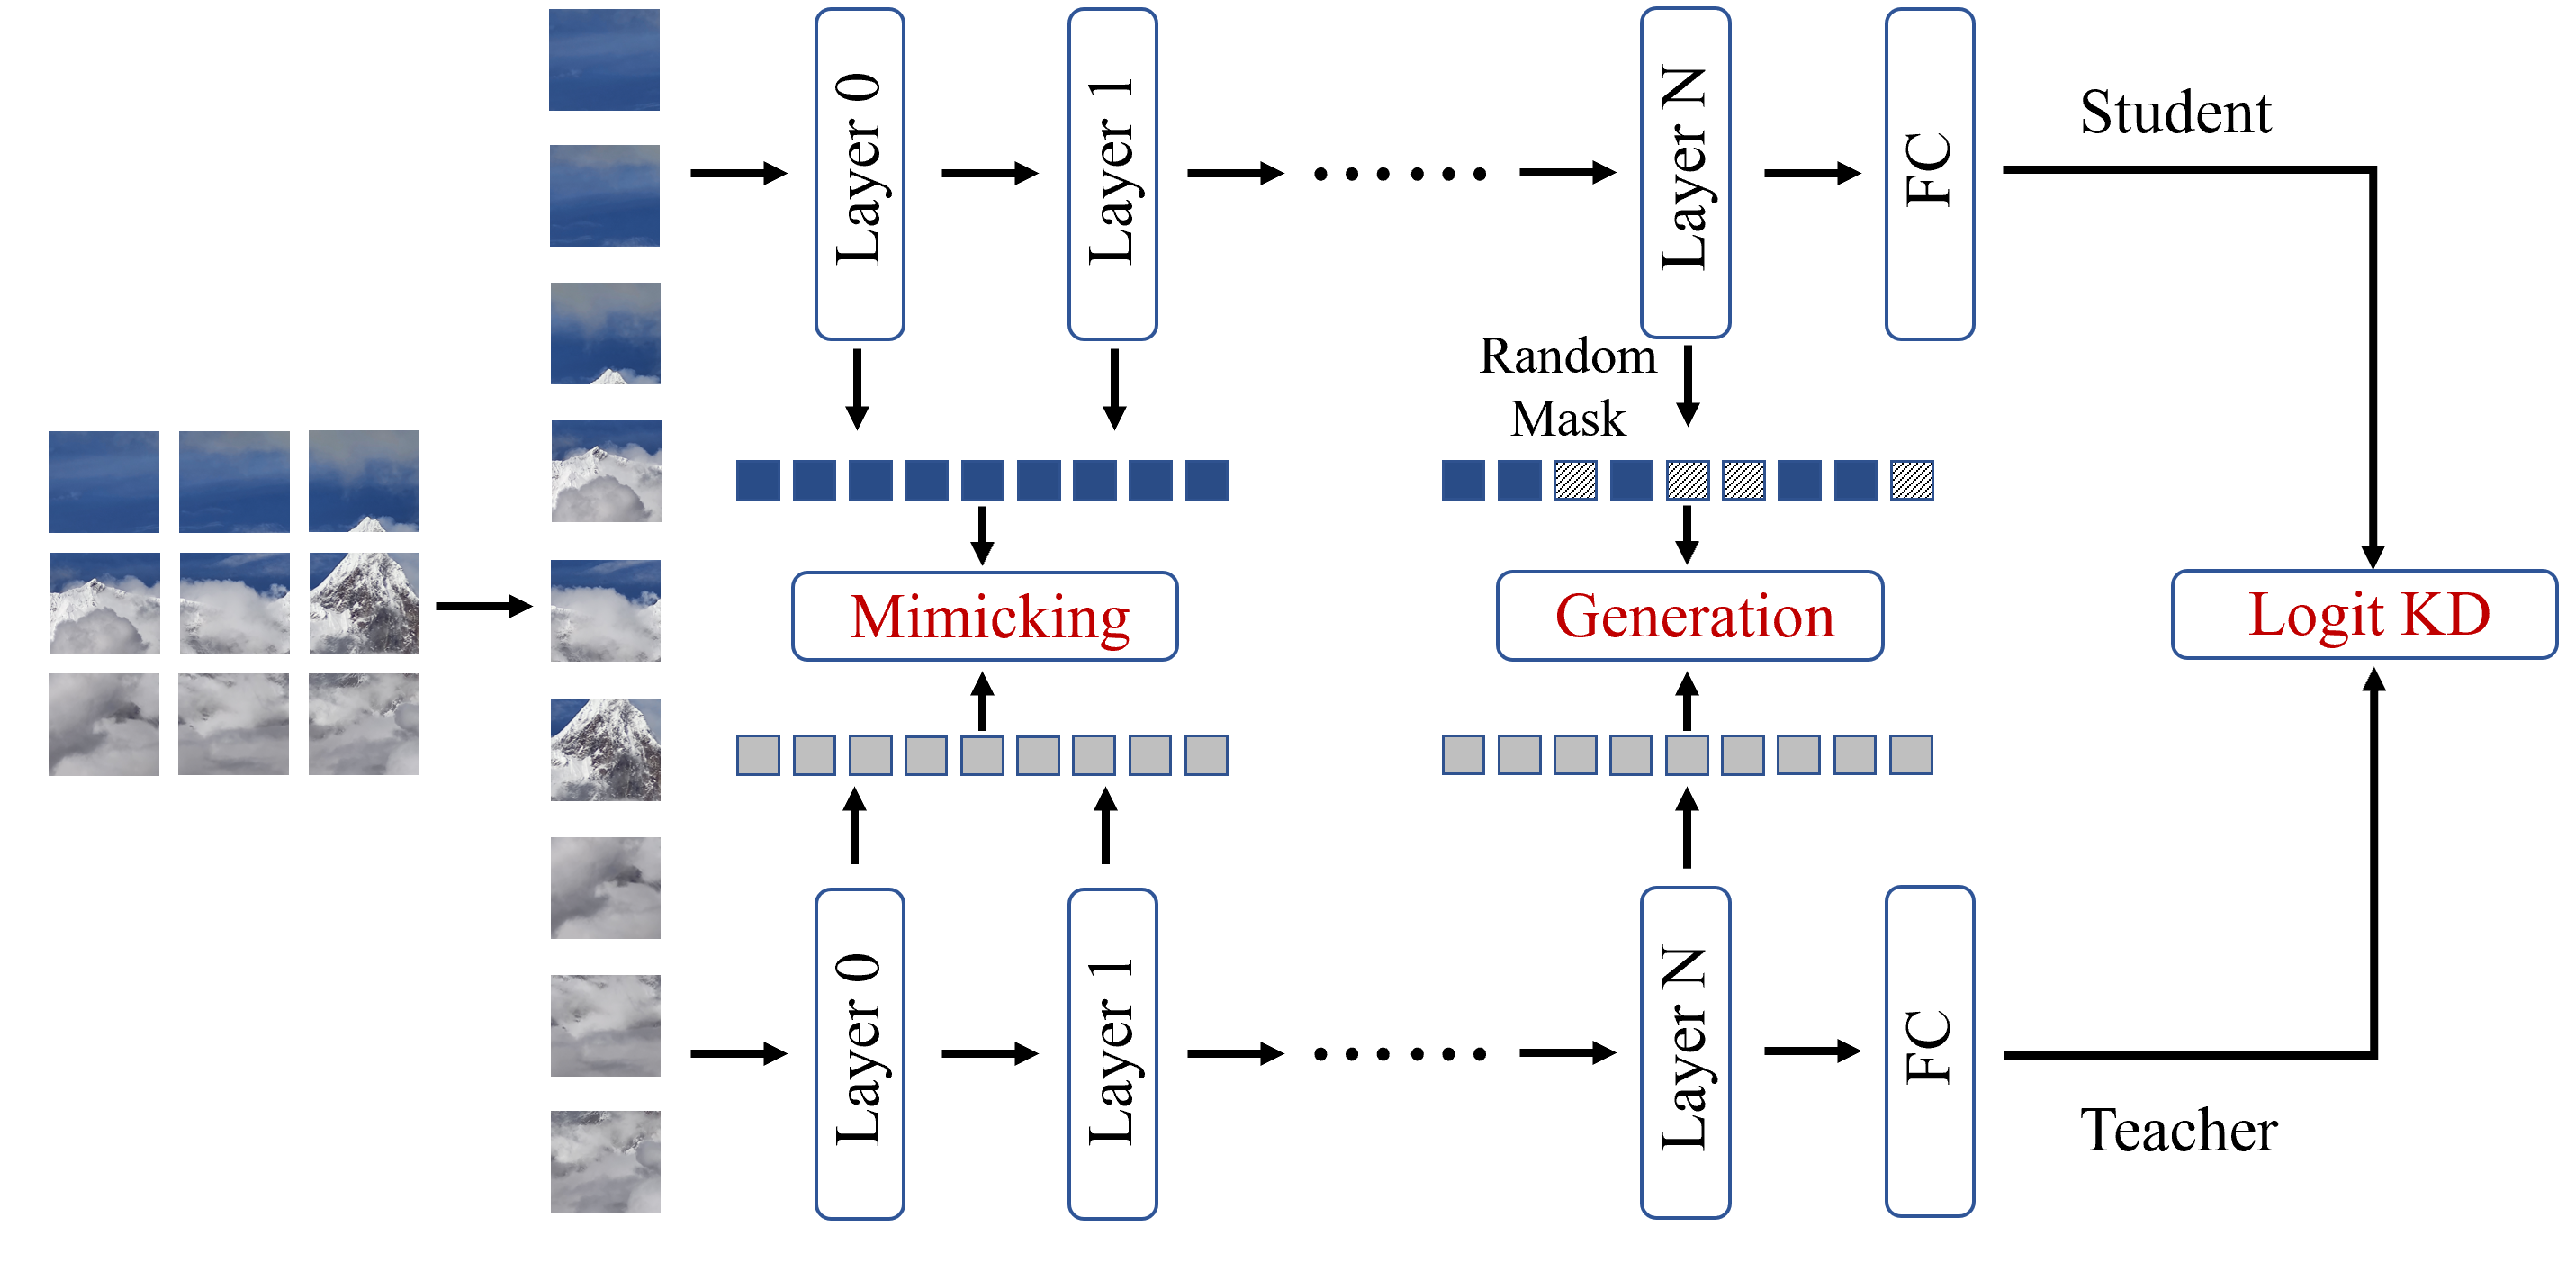 Layer 0
Layer 1
Layer N
FC
Student
Random
Mask
Mimicking
Generation
Logit KD
Layer 0
Layer 1
Layer N
FC
Teacher